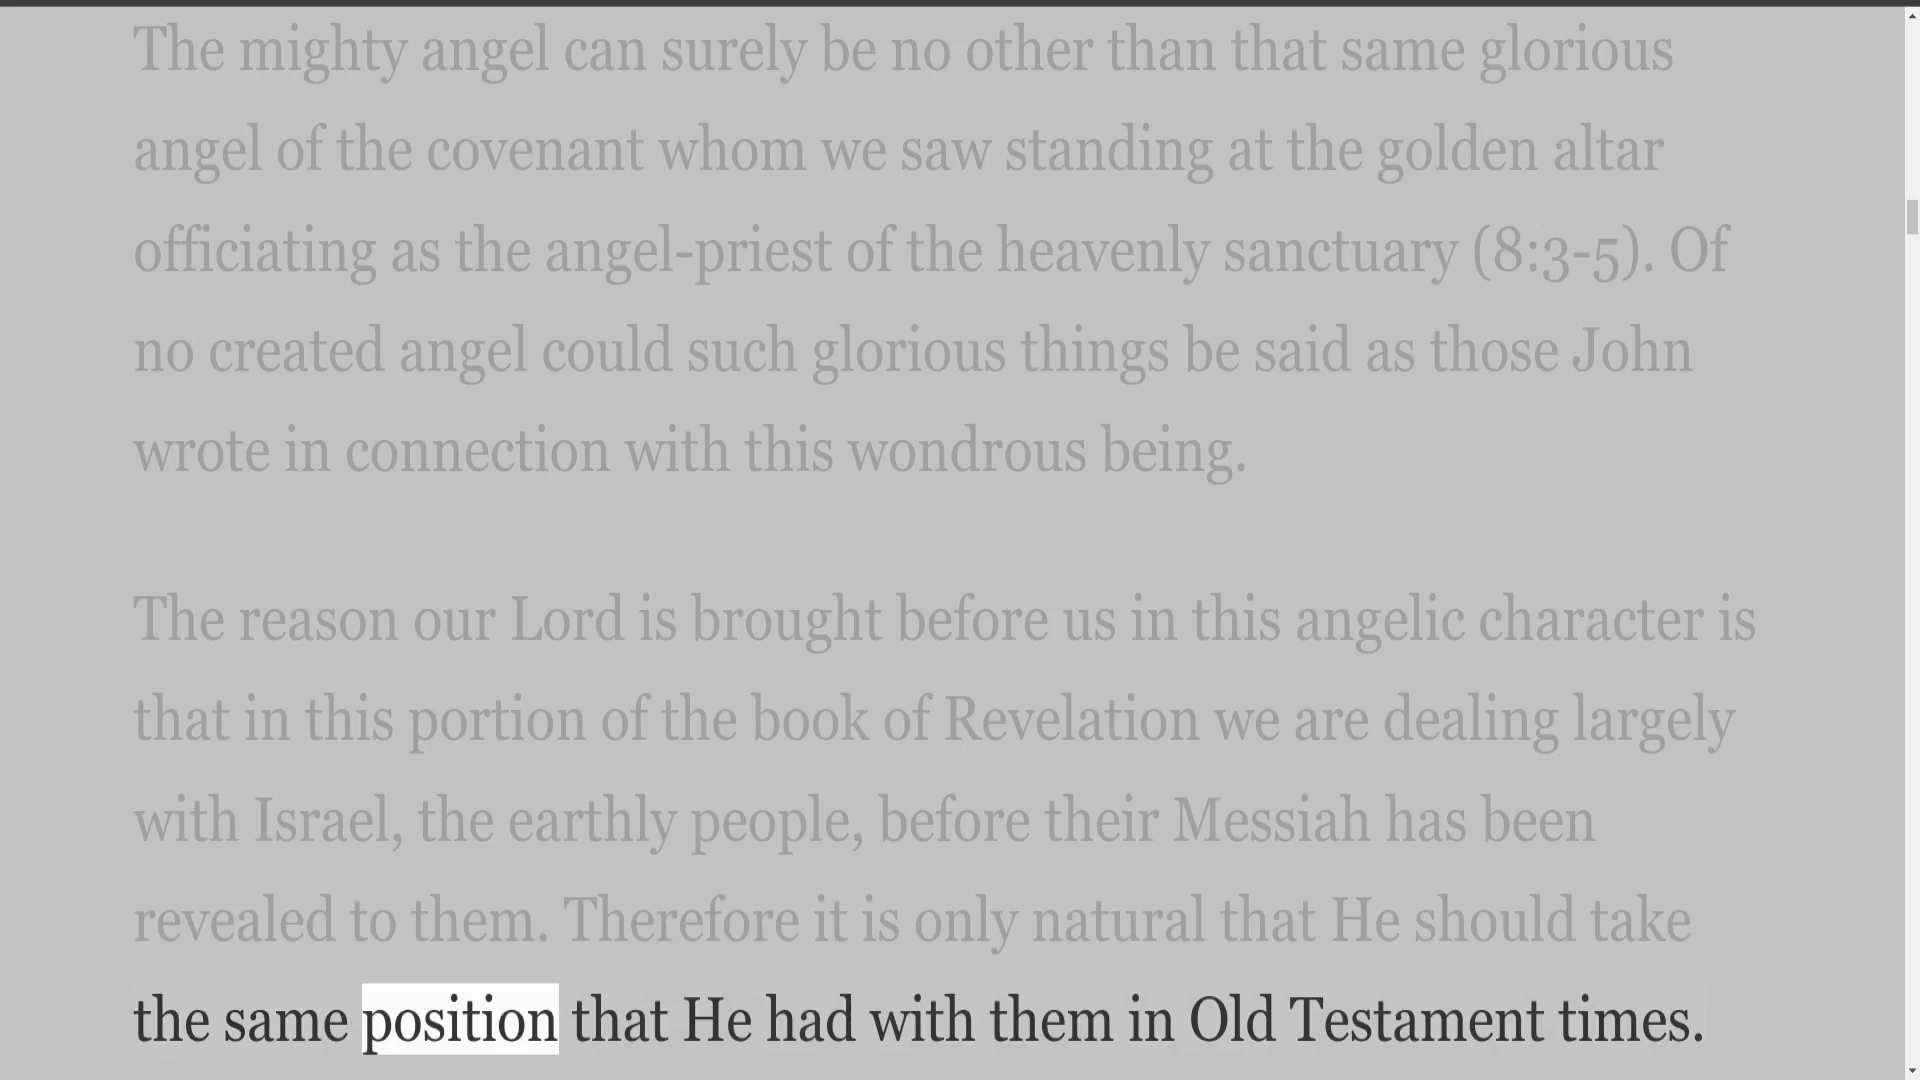 The mighty angel can surely be no other than that same glorious
angel of the covenant whom we saw standing at the golden altar
officiating as the angel-priest of the heavenly sanctuary (8:3-5). Of
no created angel could such glorious things be said as those John
wrote in connection with this wondrous being.
The reason our Lord is brought before us in this angelic character is
that in this portion of the book of Revelation we are dealing largely
with Israel, the earthly people, before their Messiah has been
revealed to them. Therefore it is only natural that He should take
the same position that He had with them in Old Testament times.